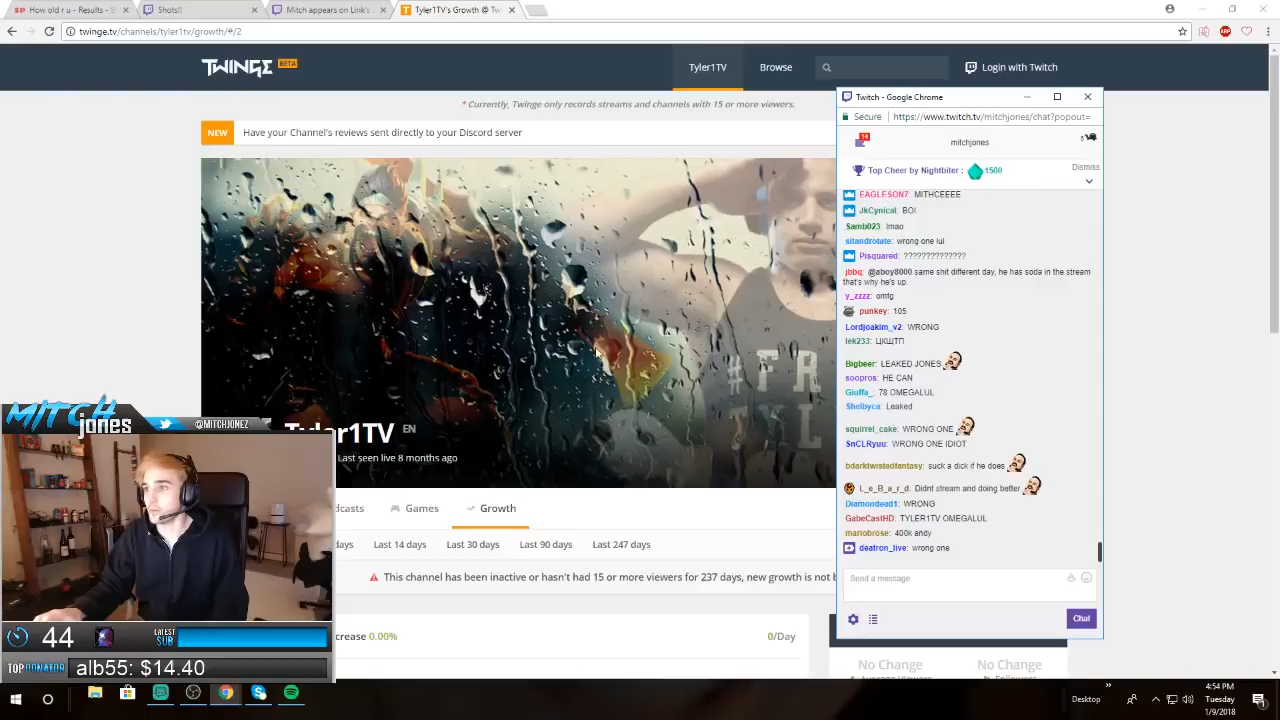 How old r u - Results - S
Shots!!
Mitch appears on Link's
Tyler1TV's Growth @ Tw
twinge.tv/channels/tyler1tv/growth/#/2
TWINGE BETA
Tyler1TV
Browse
Login with Twitch
* Currently, Twinge only records streams and channels with 15 or more viewers.
NEW
Have your Channel's reviews sent directly to your Discord server
Tyler1TV EN
Last seen live 8 months ago
dcasts
Games
Growth
days
Last 14 days
Last 30 days
Last 90 days
Last 247 days
This channel has been inactive or hasn't had 15 or more viewers for 237 days, new growth is not b
crease 0.00%
0/Day
No Change
No Change
Average Viewers
Followers
Twitch - Google Chrome
Secure
https://www.twitch.tv/mitchjones/chat?popout=
14
mitchjones
Top Cheer by Nightbiter : 1500
Dismiss
EAGLESON7: MITHCEEEE
JkCynical: BOI
Samb023: lmao
sitandrotate: wrong one lul
Pisquared: ??????????????
jbbq: @aboy8000 same shit different day, he has soda in the stream
that's why he's up.
y_zzzz: omfg
punkey: 105
Lordjoakim_v2: WRONG
lek233: ЦКЩТП
Bigbeer: LEAKED JONES
soopros: HE CAN
Giuffa_: 78 OMEGALUL
Shelbyca: Leaked
squirrel_cake: WRONG ONE
SnCLRyuu: WRONG ONE IDIOT
bdarktwistedfantasy: suck a dick if he does
L_e_B_a_r_d: Didnt stream and doing better
Diamondead1: WRONG
GabeCastHD: TYLER1TV OMEGALUL
mariobrose: 400k andy
deatron_live: wrong one
Send a message
Chat
MITCH
jones
@MITCHJONEZ
44
LATEST
SUB
TOP DONATOR
alb55: $14.40
Desktop
4:54 PM
Tuesday
1/9/2018